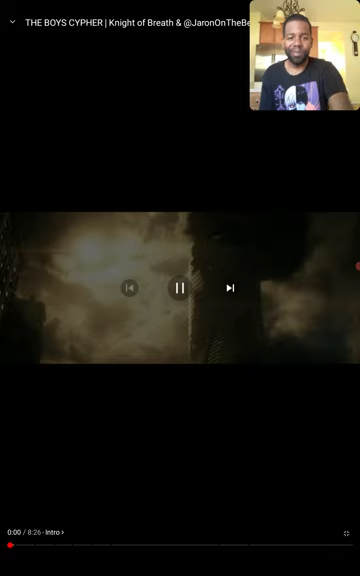 THE BOYS CYPHER | Knight of Breath & @JaronOnTheBe
0:00 / 8:26 · Intro ›